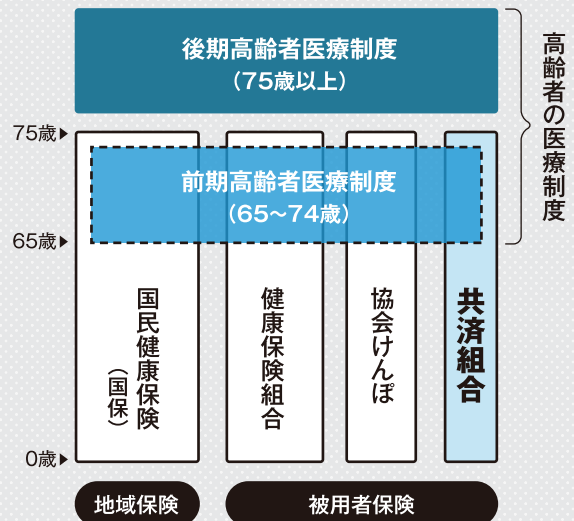 後期高齢者医療制度
（75歳以上）
高齢者の医療制度
75歳
前期高齢者医療制度
（65〜74歳）
65歳
国民健康保険
（国保）
健康保険組合
協会けんぽ
共済組合
0歳
地域保険
被用者保険